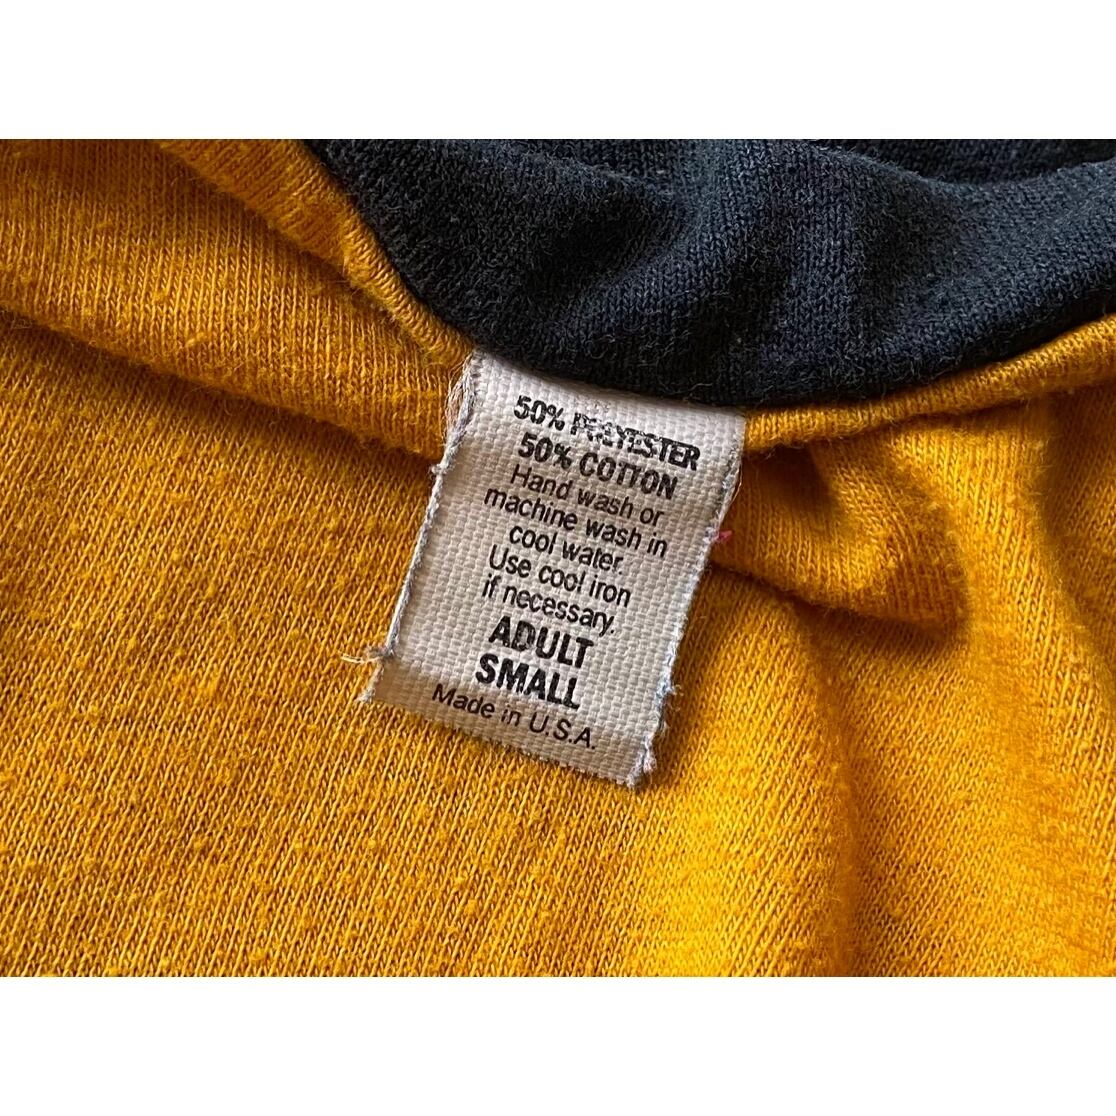 50% POLYESTER
50% COTTON
Hand wash or
machine wash in
cool water.
Use cool iron
if necessary.
ADULT
SMALL
Made in U.S.A.